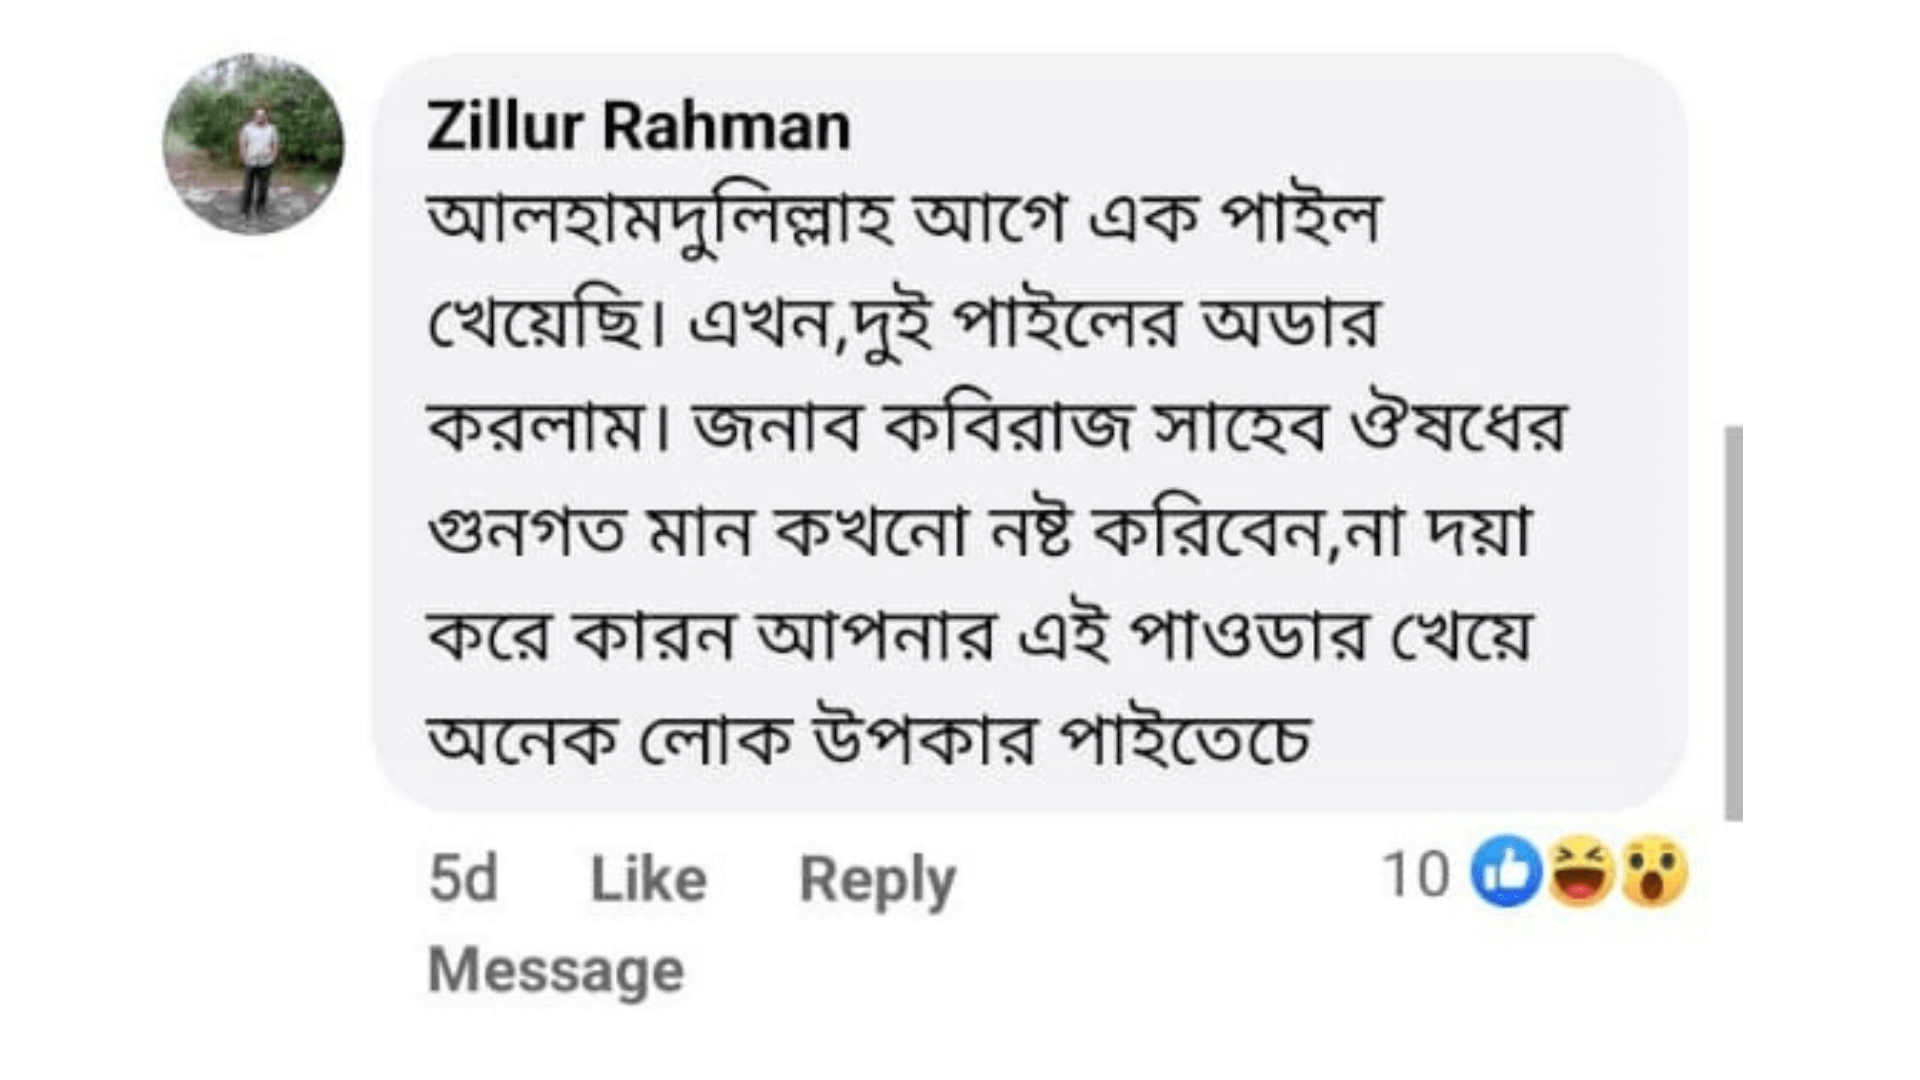 Zillur Rahman
আলহামদুলিল্লাহ আগে এক পাইল
খেয়েছি। এখন,দুই পাইলের অডার
করলাম। জনাব কবিরাজ সাহেব ঔষধের
গুনগত মান কখনো নষ্ট করিবেন,না দয়া
করে কারন আপনার এই পাওডার খেয়ে
অনেক লোক উপকার পাইতেচে
5d Like Reply 10
Message